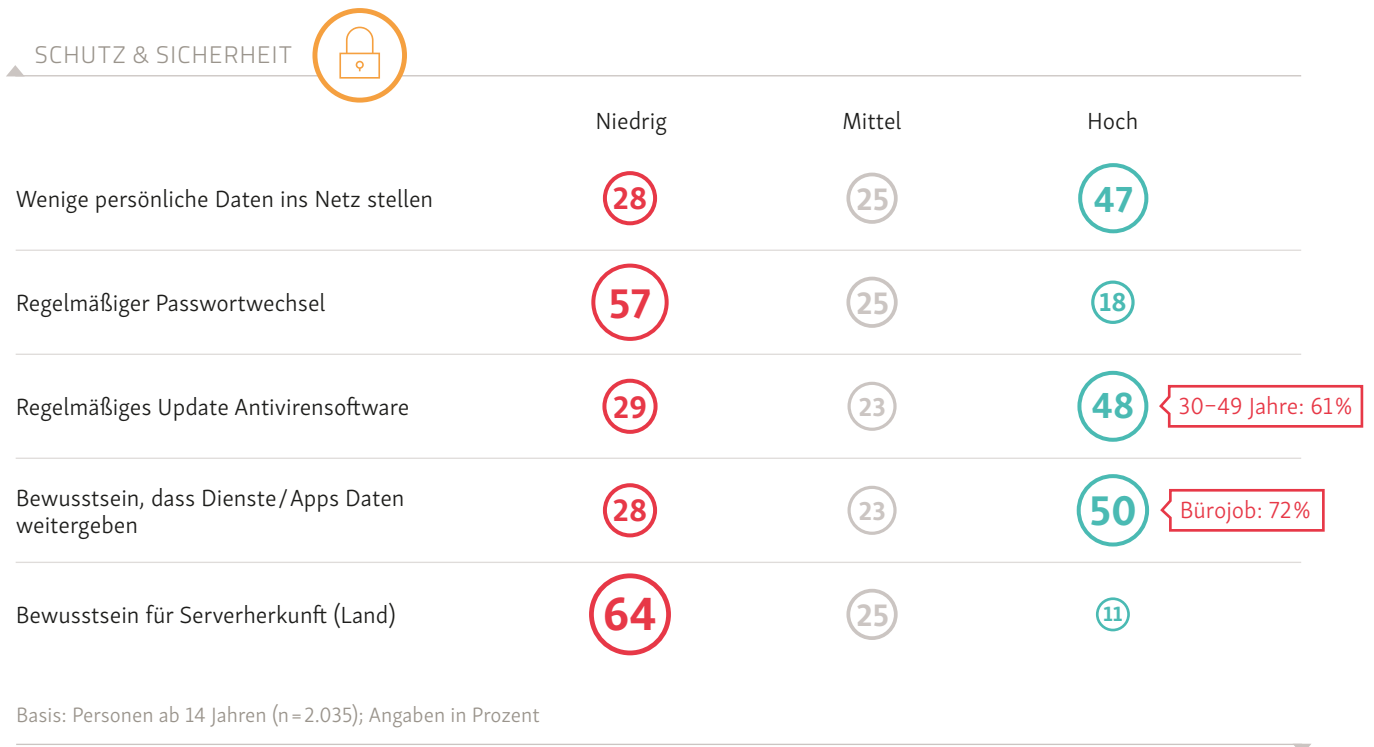 SCHUTZ & SICHERHEIT
Niedrig Mittel Hoch
Wenige persönliche Daten ins Netz stellen 28 25 47
Regelmäßiger Passwortwechsel 57 25 18
Regelmäßiges Update Antivirensoftware 29 23 48 30–49 Jahre: 61%
Bewusstsein, dass Dienste/Apps Daten
weitergeben 28 23 50 Bürojob: 72%
Bewusstsein für Serverherkunft (Land) 64 25 11
Basis: Personen ab 14 Jahren (n=2.035); Angaben in Prozent